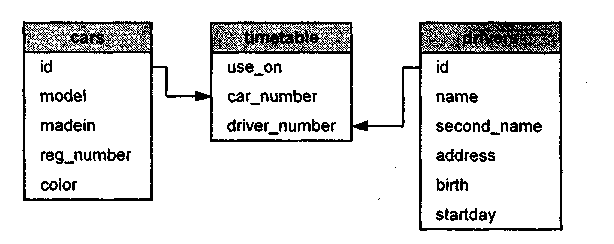 cars
id
model
madein
reg_number
color
timetable
use_on
car_number
driver_number
drivers
id
name
second_name
address
birth
startday